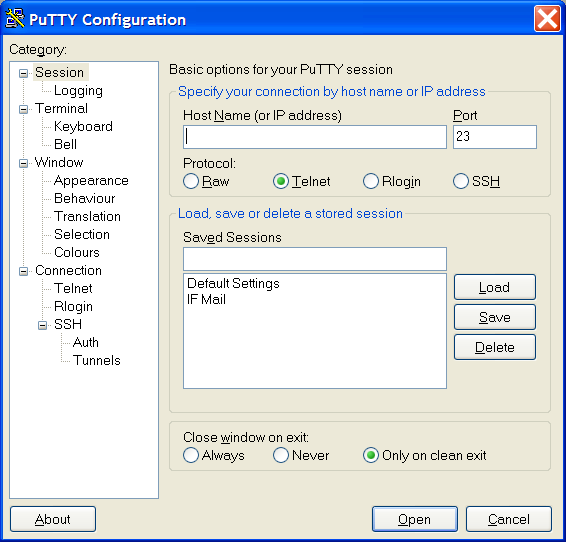 PuTTY Configuration
Category:
Session
Logging
Terminal
Keyboard
Bell
Window
Appearance
Behaviour
Translation
Selection
Colours
Connection
Telnet
Rlogin
SSH
Auth
Tunnels
Basic options for your PuTTY session
Specify your connection by host name or IP address
Host Name (or IP address) Port
23
Protocol:
Raw Telnet Rlogin SSH
Load, save or delete a stored session
Saved Sessions
Default Settings
IF Mail
Load
Save
Delete
Close window on exit:
Always Never Only on clean exit
About Open Cancel